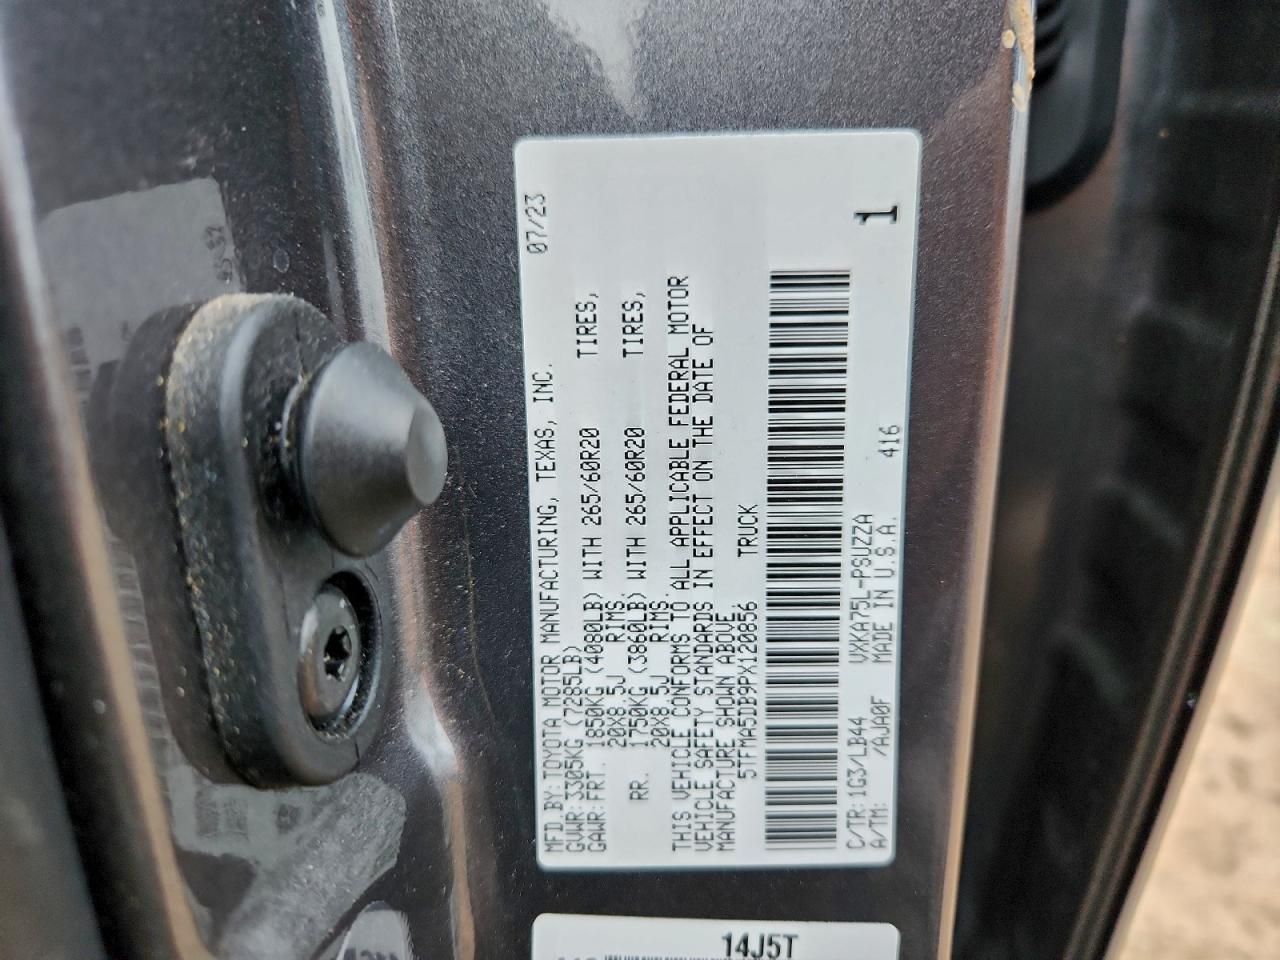 MFD.BY:TOYOTA MOTOR MANUFACTURING, TEXAS, INC. 07/23
GVWR:3305KG (7285LB)
GAWR:FRT. 1850KG (4080LB) WITH 265/60R20 TIRES,
20X8.5J RIMS.
RR. 1750KG (3860LB) WITH 265/60R20 TIRES,
20X8.5J RIMS.
THIS VEHICLE CONFORMS TO ALL APPLICABLE FEDERAL MOTOR
VEHICLE SAFETY STANDARDS IN EFFECT ON THE DATE OF
MANUFACTURE SHOWN ABOVE
5TFMA5DB9PX120856 TRUCK
C/TR:1G3/LB44 VXKA75L-PSUZZA 1
A/TM: /AJA0F MADE IN U.S.A. 416
14J5T